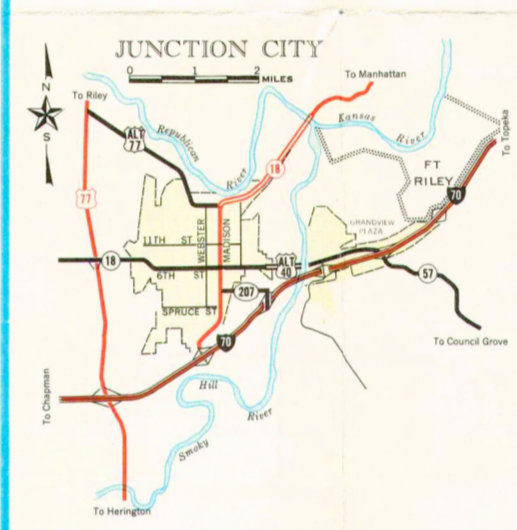 JUNCTION CITY
0 1 2
MILES
N
S
To Manhattan
To Riley
ALT
77
Republican
River
Kansas
River
To Topeka
18
FT
RILEY
70
77
GRANDVIEW
PLAZA
WEBSTER
MADISON
11TH ST
18
6TH ST
ALT
40
57
207
SPRUCE ST
70
To Council Grove
To Chapman
Smoky
Hill
River
To Herington